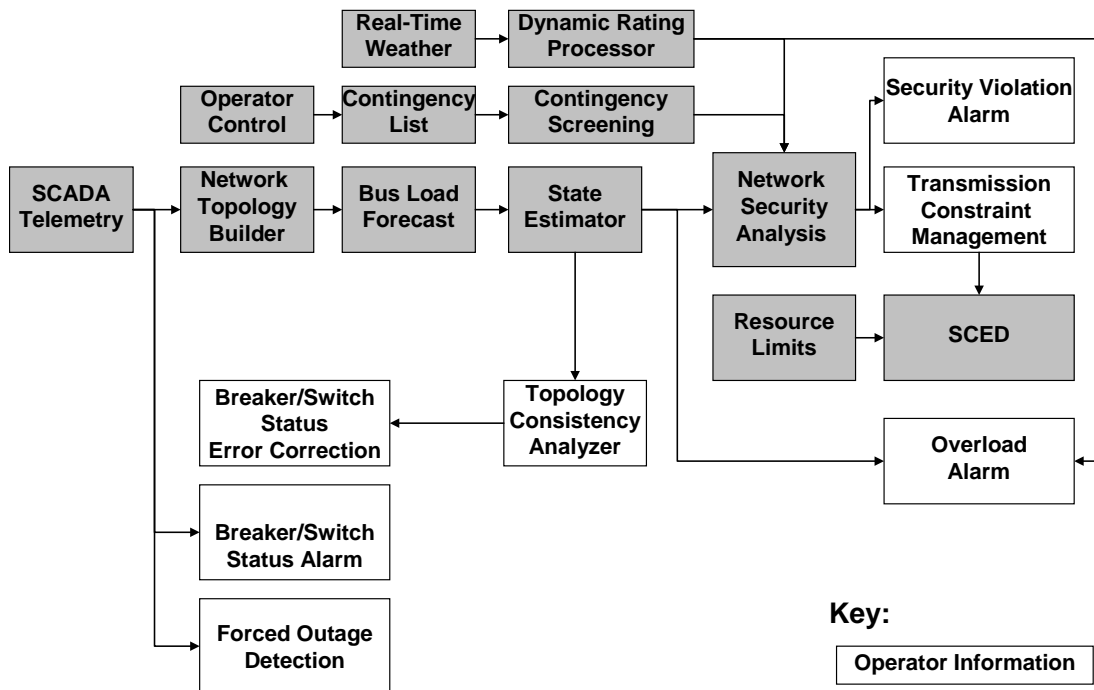 Real-Time
Weather
Dynamic Rating
Processor
Operator
Control
Contingency
List
Contingency
Screening
Security Violation
Alarm
SCADA
Telemetry
Network
Topology
Builder
Bus Load
Forecast
State
Estimator
Network
Security
Analysis
Transmission
Constraint
Management
Resource
Limits
SCED
Breaker/Switch
Status
Error Correction
Topology
Consistency
Analyzer
Overload
Alarm
Breaker/Switch
Status Alarm
Forced Outage
Detection
Key:
Operator Information